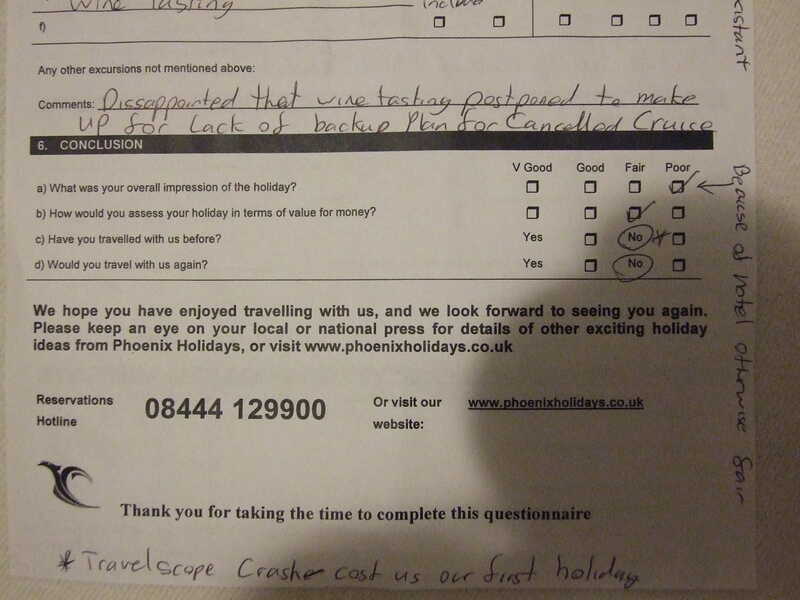 Wine Tasting
f)
Any other excursions not mentioned above:
Comments: Dissappointed that wine tasting postponed to make
up for Lack of backup Plan for Cancelled Cruise
6. CONCLUSION
V Good Good Fair Poor
a) What was your overall impression of the holiday?
b) How would you assess your holiday in terms of value for money?
c) Have you travelled with us before? Yes No *
d) Would you travel with us again? Yes No
Because of hotel otherwise fair
We hope you have enjoyed travelling with us, and we look forward to seeing you again.
Please keep an eye on your local or national press for details of other exciting holiday
ideas from Phoenix Holidays, or visit www.phoenixholidays.co.uk
Reservations
Hotline
08444 129900
Or visit our
website:
www.phoenixholidays.co.uk
Thank you for taking the time to complete this questionnaire
* Travelscope Crasher cost us our first holiday